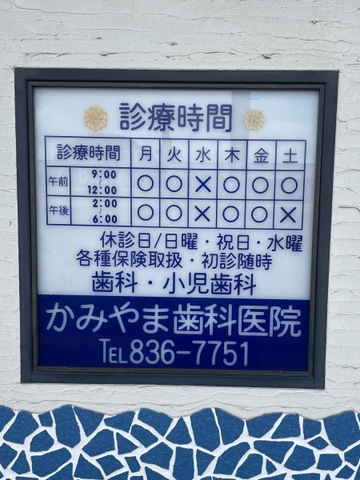 診療時間
診療時間 月 火 水 木 金 土
午前 9:00〜12:00 ○ ○ × ○ ○ ○
午後 2:00〜6:00 ○ ○ × ○ ○ ×
休診日/日曜・祝日・水曜
各種保険取扱・初診随時
歯科・小児歯科
かみやま歯科医院
TEL836-7751